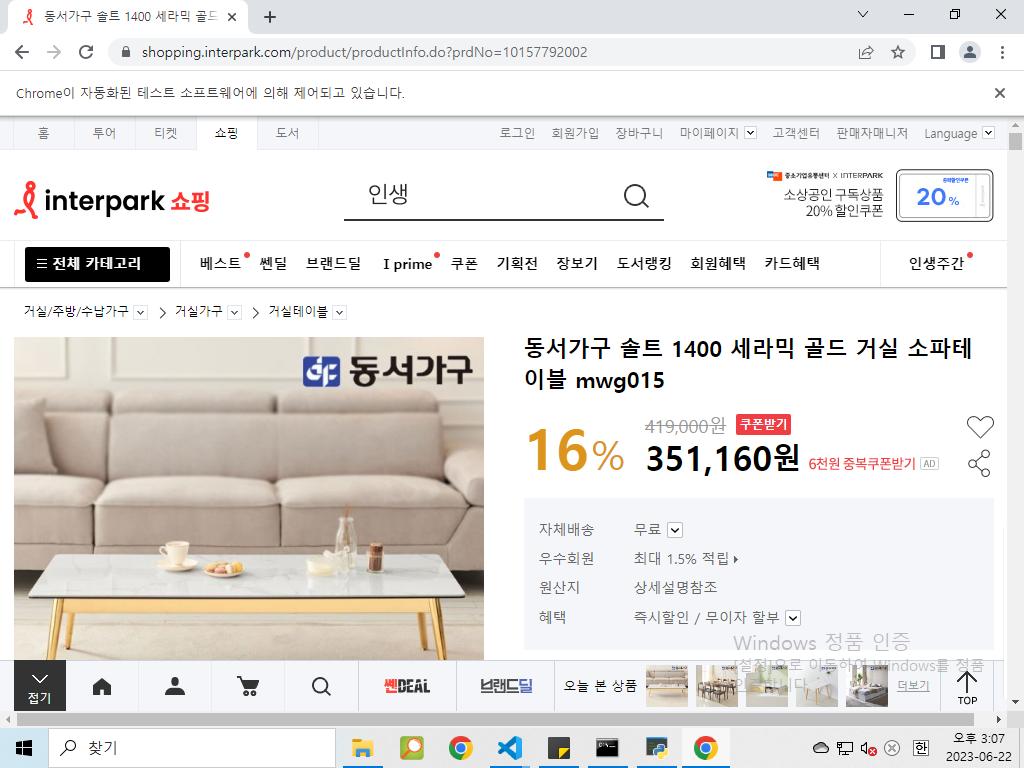 동서가구 솔트 1400 세라믹 골드
shopping.interpark.com/product/productInfo.do?prdNo=10157792002
Chrome이 자동화된 테스트 소프트웨어에 의해 제어되고 있습니다.
홈 투어 티켓 쇼핑 도서 로그인 회원가입 장바구니 마이페이지 고객센터 판매자매니저 Language
interpark 쇼핑
인생
중소기업유통센터 X INTERPARK
소상공인 구독상품
20% 할인쿠폰
20%
전체 카테고리 베스트 쎈딜 브랜드딜 I prime 쿠폰 기획전 장보기 도서랭킹 회원혜택 카드혜택 인생주간
거실/주방/수납가구 거실가구 거실테이블
동서가구
동서가구 솔트 1400 세라믹 골드 거실 소파테
이블 mwg015
419,000원 쿠폰받기
16% 351,160원 6천원 중복쿠폰받기 AD
자체배송 무료
우수회원 최대 1.5% 적립
원산지 상세설명참조
혜택 즉시할인 / 무이자 할부
Windows 정품 인증
[설정]으로 이동하여 Windows를 정품
접기 쎈DEAL 브랜드딜 오늘 본 상품 더보기 TOP
찾기
오후 3:07
한
2023-06-22